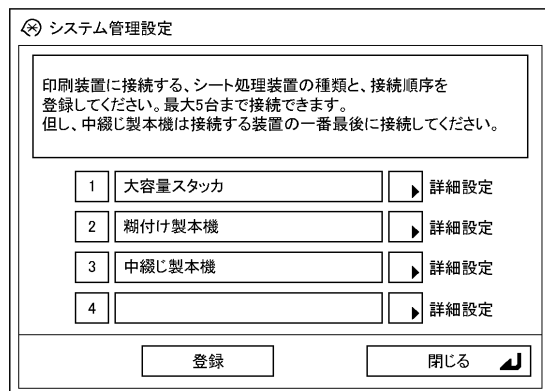 システム管理設定
印刷装置に接続する、シート処理装置の種類と、接続順序を
登録してください。最大5台まで接続できます。
但し、中綴じ製本機は接続する装置の一番最後に接続してください。
1 大容量スタッカ 詳細設定
2 糊付け製本機 詳細設定
3 中綴じ製本機 詳細設定
4 詳細設定
登録 閉じる